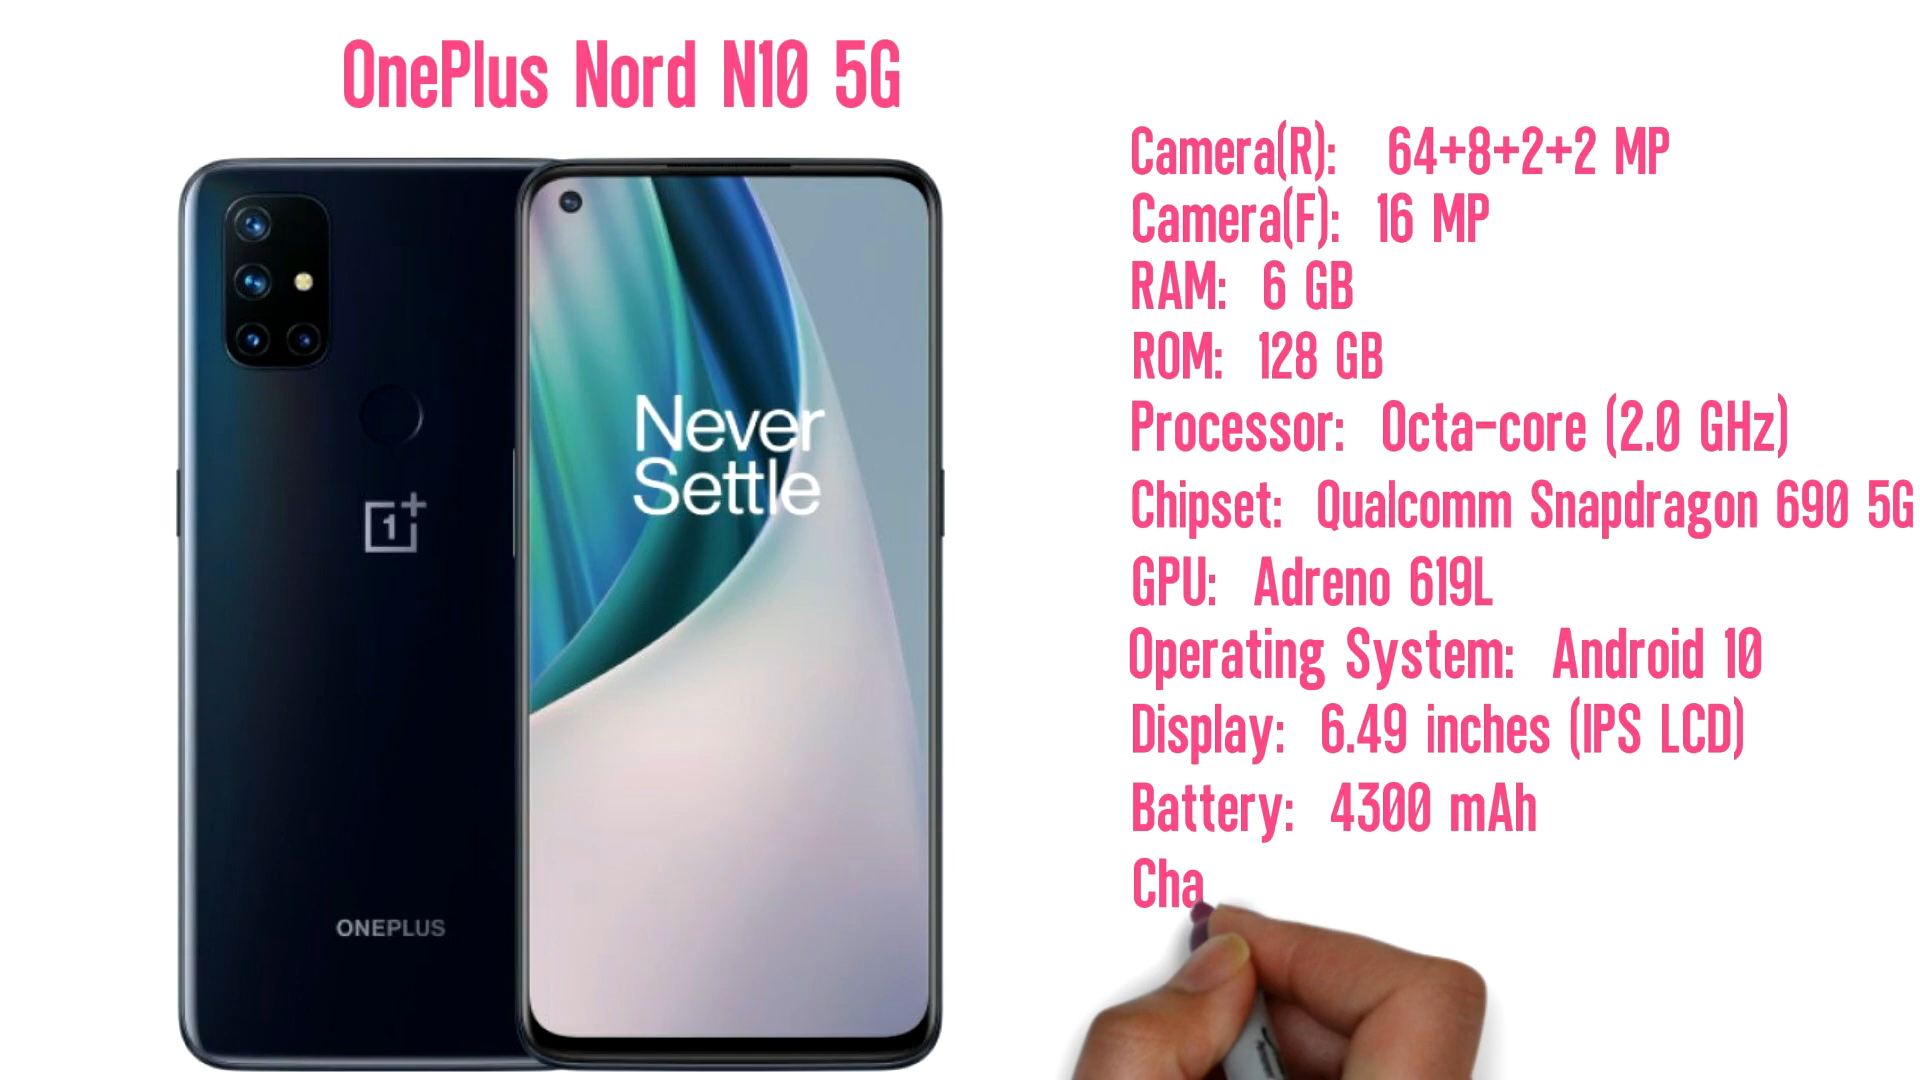 OnePlus Nord N10 5G
Camera(R): 64+8+2+2 MP
Camera(F): 16 MP
RAM: 6 GB
ROM: 128 GB
Processor: Octa-core (2.0 GHz)
Chipset: Qualcomm Snapdragon 690 5G
GPU: Adreno 619L
Operating System: Android 10
Display: 6.49 inches (IPS LCD)
Battery: 4300 mAh
Cha
Never
Settle
1+
ONEPLUS